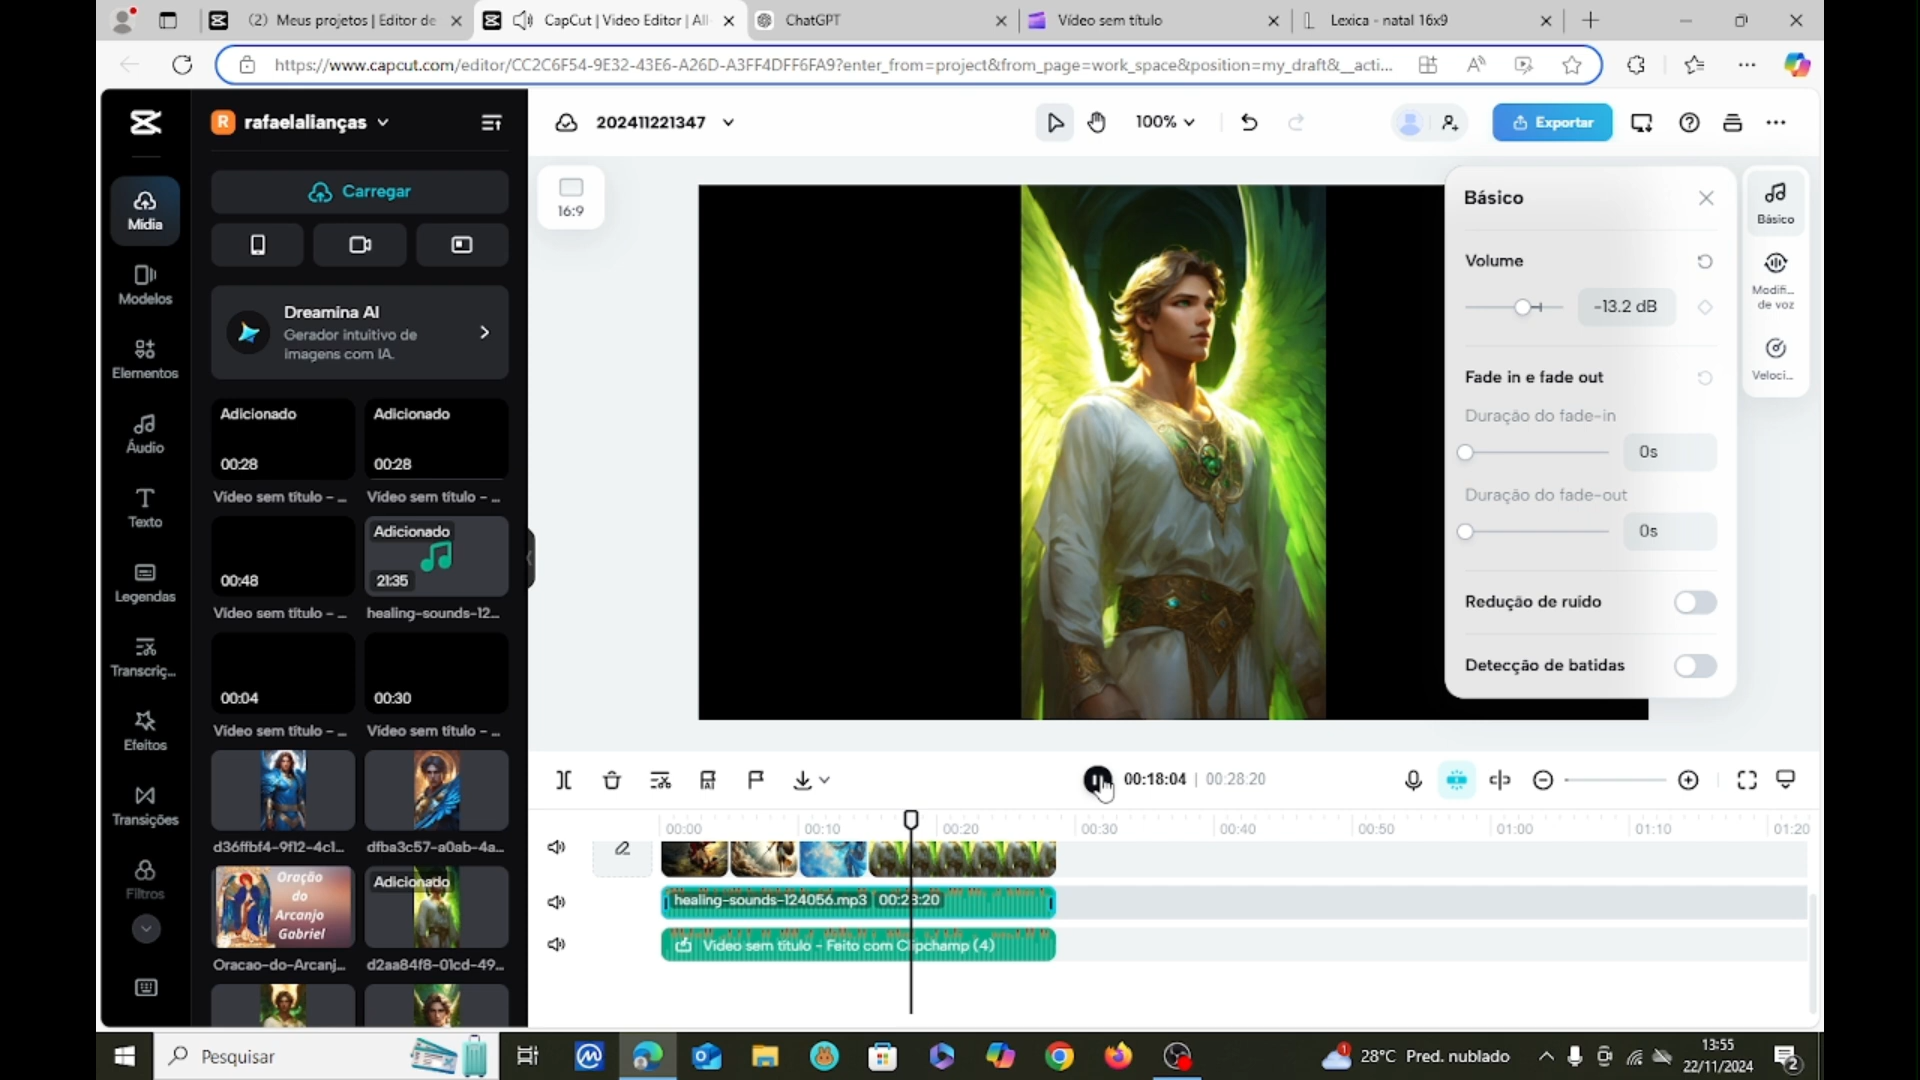 (2) Meus projetos | Editor de
CapCut | Video Editor | All
ChatGPT
Vídeo sem título
Lexica - natal 16x9
https://www.capcut.com/editor/CC2C6F54-9E32-43E6-A26D-A3FF4DFF6FA9?enter_from=project&from_page=work_space&position=my_draft&__acti...
R rafaelalianças
202411221347
100%
Exportar
Carregar
Mídia
16:9
Básico
Básico
Volume
-13.2 dB
Modifi... de voz
Veloci...
Modelos
Dreamina AI
Gerador intuitivo de
imagens com IA.
Elementos
Fade in e fade out
Duração do fade-in
0s
Duração do fade-out
0s
Redução de ruído
Detecção de batidas
Áudio
Texto
Legendas
Transcriç...
Efeitos
Transições
Filtros
Adicionado
Adicionado
00:28
00:28
Vídeo sem título - ...
Vídeo sem título - ...
Adicionado
00:48
21:35
Vídeo sem título - ...
healing-sounds-12...
00:04
00:30
Vídeo sem título - ...
Vídeo sem título - ...
d36ffbf4-9f12-4c1...
dfba3c57-a0ab-4a...
Oração
do
Arcanjo
Gabriel
Adicionado
Oracao-do-Arcanj...
d2aa84f8-01cd-49...
00:18:04 | 00:28:20
00:00
00:10
00:20
00:30
00:40
00:50
01:00
01:10
01:20
healing-sounds-124056.mp3 00:28:20
Vídeo sem título - Feito com Clipchamp (4)
Pesquisar
28°C Pred. nublado
13:55
22/11/2024
2